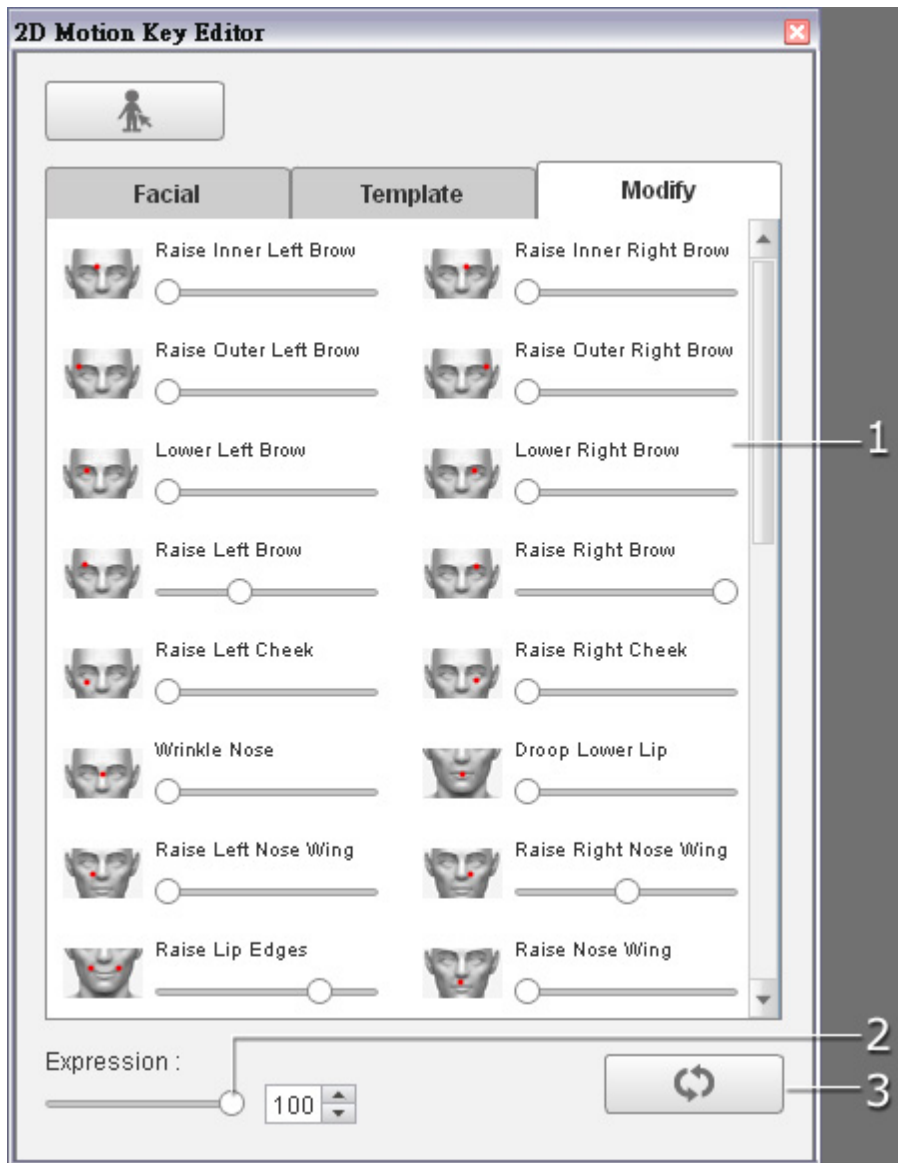 2D Motion Key Editor
Facial Template Modify
Raise Inner Left Brow Raise Inner Right Brow
Raise Outer Left Brow Raise Outer Right Brow
Lower Left Brow Lower Right Brow
1
Raise Left Brow Raise Right Brow
Raise Left Cheek Raise Right Cheek
Wrinkle Nose Droop Lower Lip
Raise Left Nose Wing Raise Right Nose Wing
Raise Lip Edges Raise Nose Wing
2
Expression :
100
3